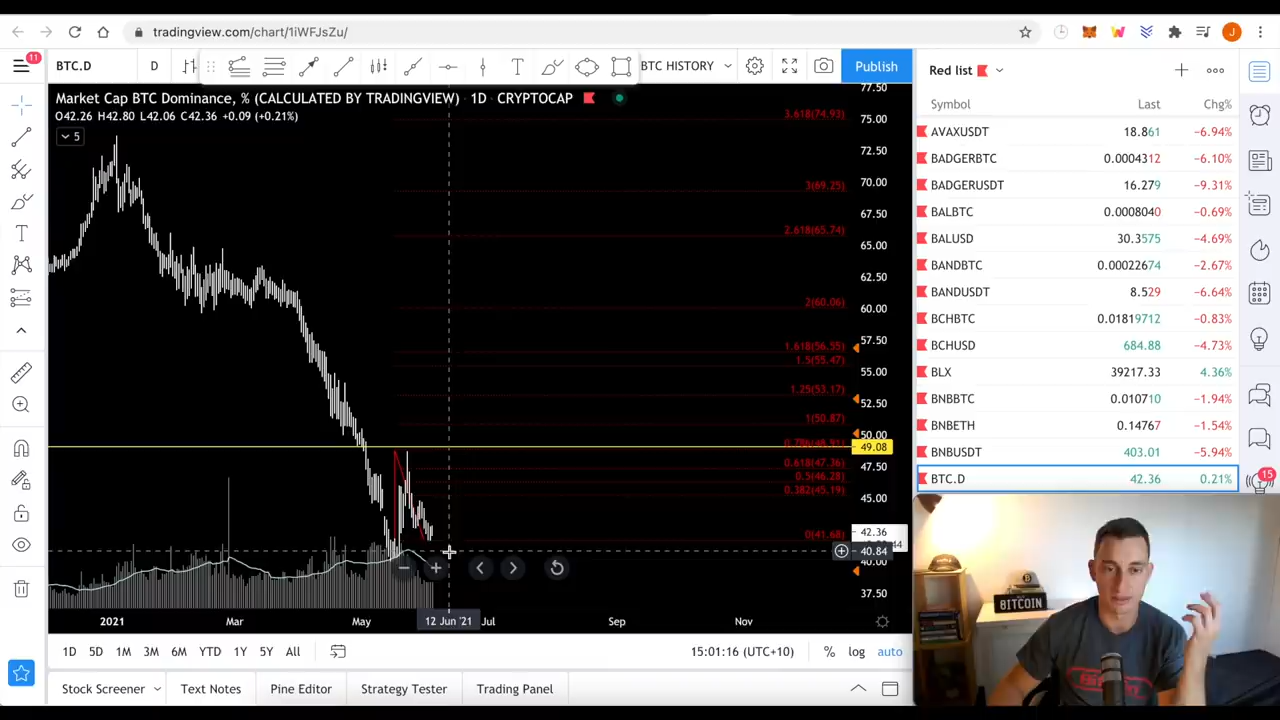 tradingview.com/chart/1iWFJsZu/
J
11
BTC.D
D
BTC HISTORY
Publish
Red list
Market Cap BTC Dominance, % (CALCULATED BY TRADINGVIEW) · 1D · CRYPTOCAP
O42.26 H42.80 L42.06 C42.36 +0.09 (+0.21%)
5
77.50
75.00
72.50
70.00
67.50
65.00
62.50
60.00
57.50
55.00
52.50
50.00
49.08
47.50
45.00
42.36
40.84
40.00
37.50
3.618(74.93)
3(69.25)
2.618(65.74)
2(60.06)
1.618(56.55)
1.5(55.47)
1.25(53.17)
1(50.87)
0.618(47.36)
0.5(46.28)
0.382(45.19)
0(41.68)
2021
Mar
May
12 Jun '21
Jul
Sep
Nov
Symbol Last Chg%
AVAXUSDT 18.861 −6.94%
BADGERBTC 0.0004312 −6.10%
BADGERUSDT 16.279 −9.31%
BALBTC 0.0008040 −0.69%
BALUSD 30.3575 −4.69%
BANDBTC 0.00022674 −2.67%
BANDUSDT 8.529 −6.64%
BCHBTC 0.01819712 −0.83%
BCHUSD 684.88 −4.73%
BLX 39217.33 4.36%
BNBBTC 0.010710 −1.94%
BNBETH 0.14767 −1.54%
BNBUSDT 403.01 −5.94%
BTC.D 42.36 0.21%
15
BITCOIN
1D 5D 1M 3M 6M YTD 1Y 5Y All
15:01:16 (UTC+10)
% log auto
Stock Screener
Text Notes
Pine Editor
Strategy Tester
Trading Panel